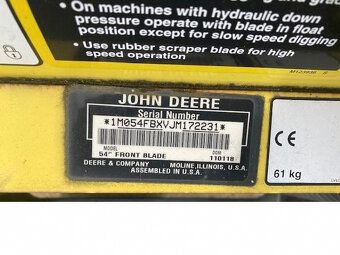 • On machines with hydraulic down
pressure operate with blade in float
position except for slow speed digging
• Use rubber scraper blade for high
speed operation
JOHN DEERE
Serial Number
*1M054FBXVJM172231*
MODEL
54" FRONT BLADE
DOM
110118
DEERE & COMPANY
MOLINE, ILLINOIS, U.S.A.
ASSEMBLED IN U.S.A.
CE
61 kg